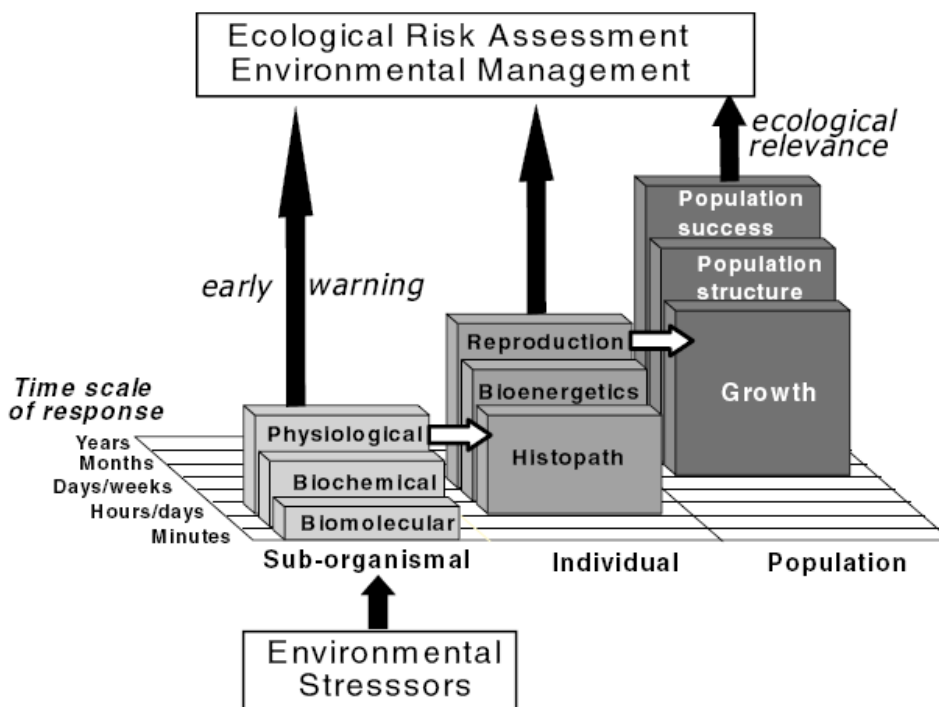 Ecological Risk Assessment
Environmental Management
ecological
relevance
Population
success
Population
structure
early warning
Reproduction
Bioenergetics
Growth
Time scale
of response
Physiological
Histopath
Years
Months
Days/weeks
Hours/days
Minutes
Biochemical
Biomolecular
Sub-organismal
Individual
Population
Environmental
Stresssors